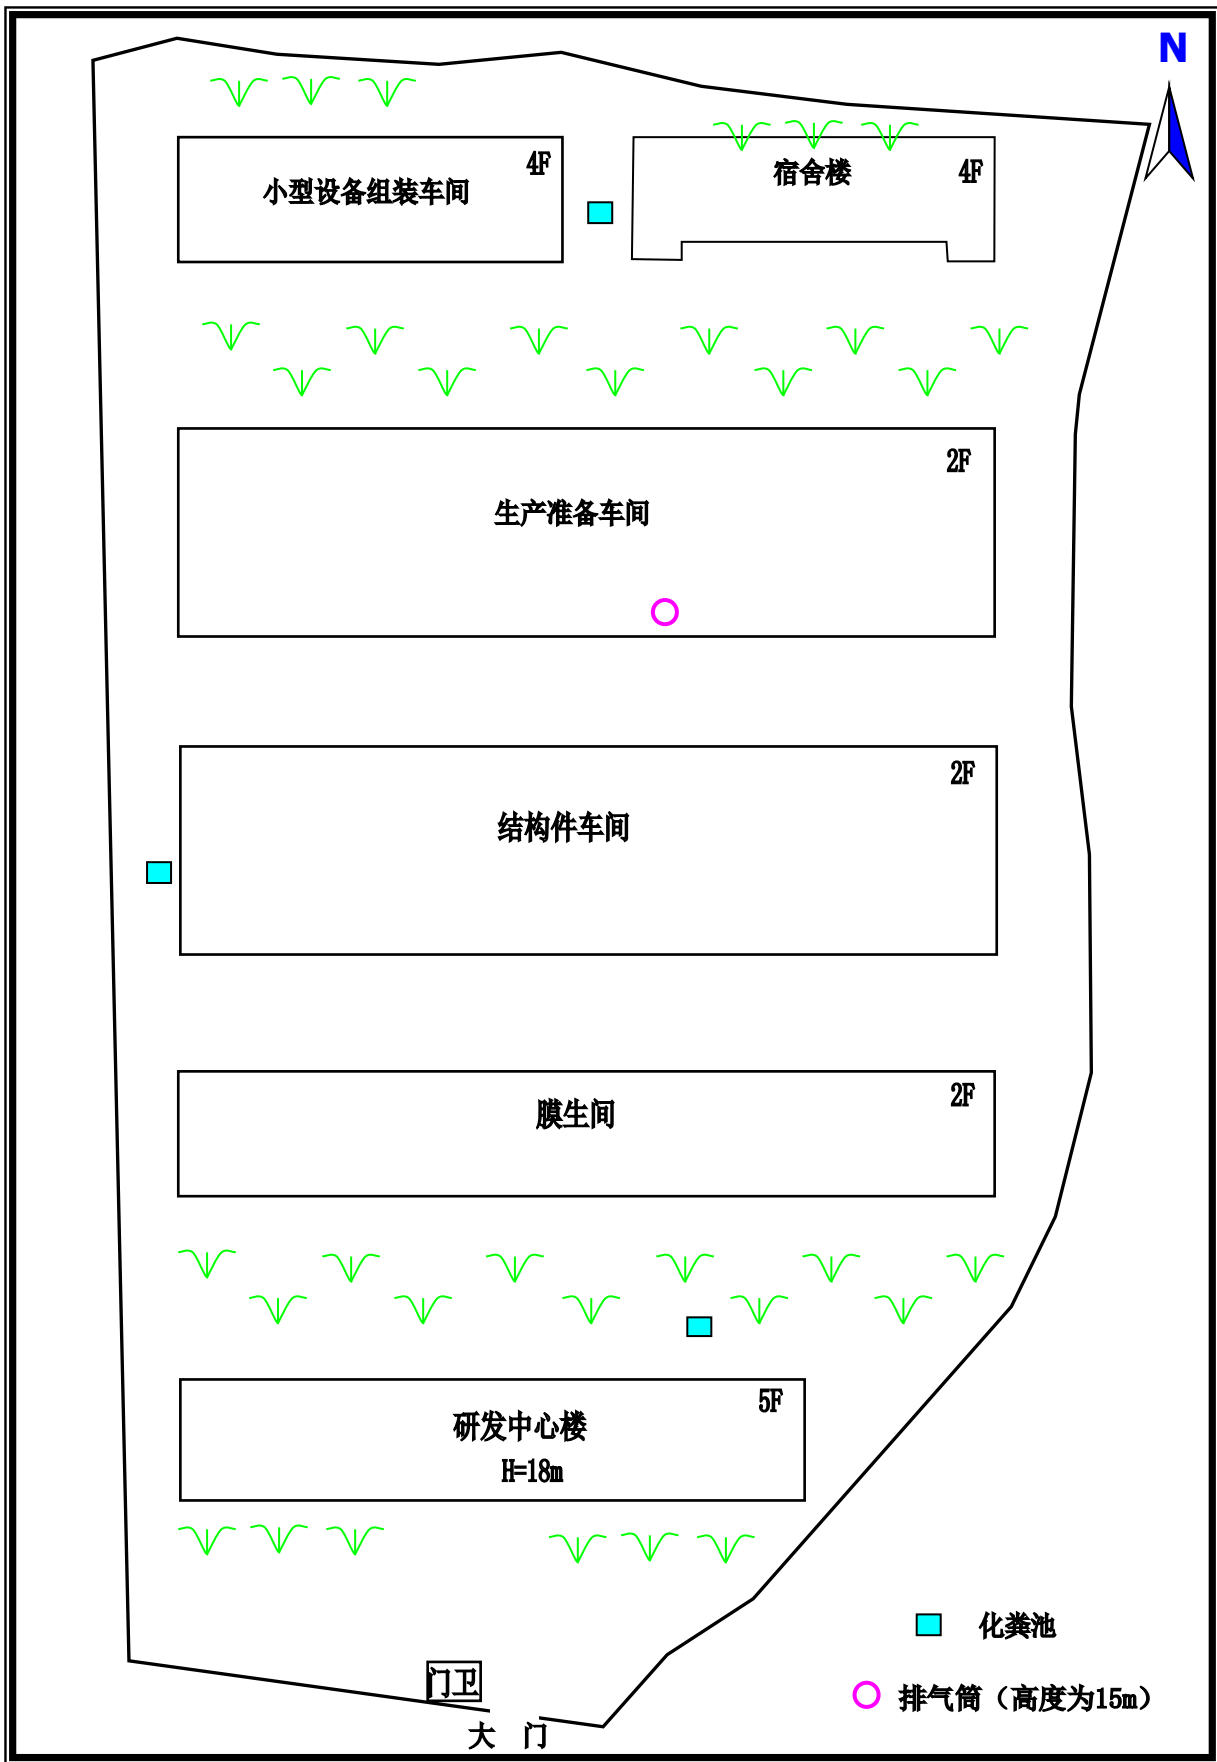 N
小型设备组装车间 4F
宿舍楼 4F
2F
生产准备车间
2F
结构件车间
2F
膜生间
5F
研发中心楼
H=18m
化粪池
门卫
排气筒（高度为15m）
大 门